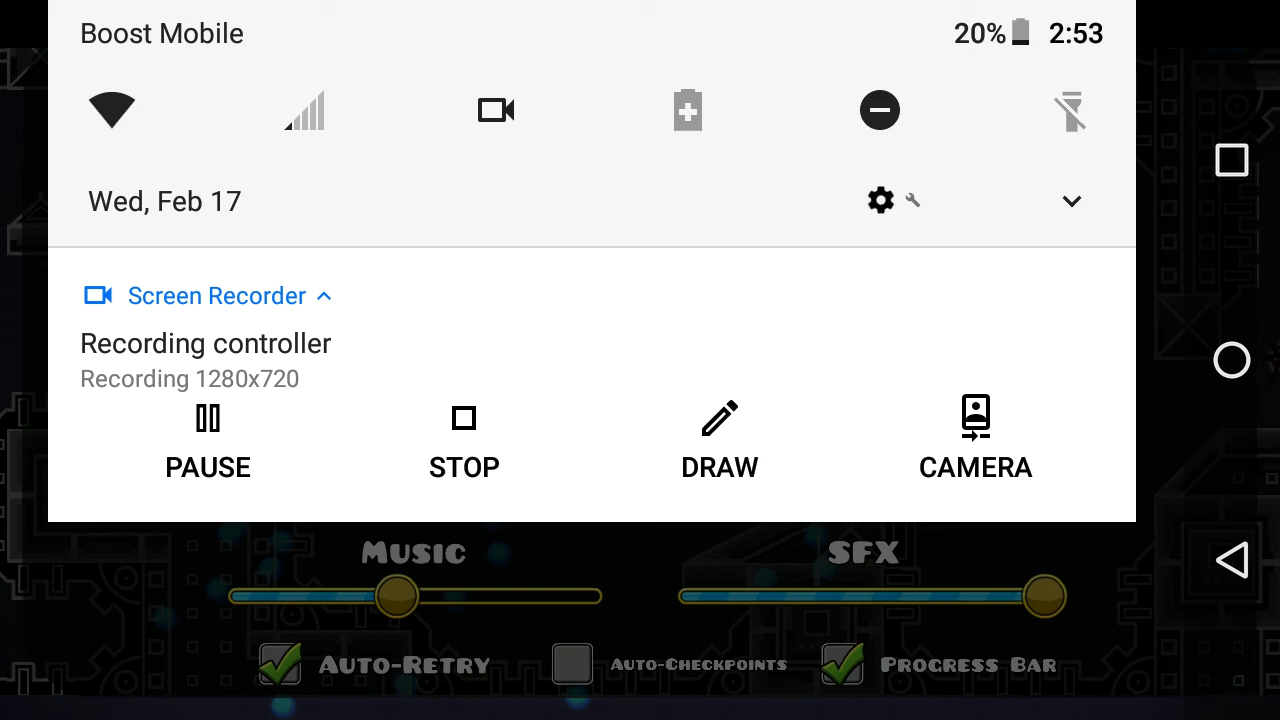 Boost Mobile
20% 2:53
Wed, Feb 17
Screen Recorder
Recording controller
Recording 1280x720
PAUSE STOP DRAW CAMERA
Music SFX
Auto-Retry Auto-Checkpoints Progress Bar